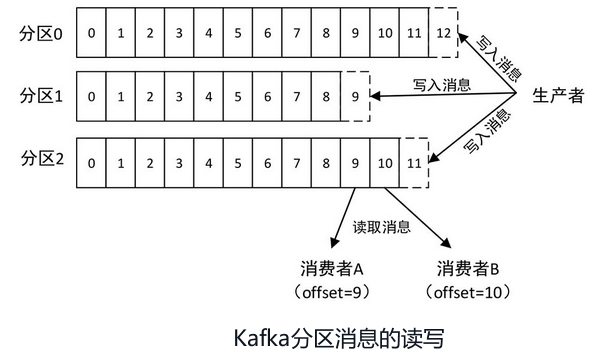 分区0 0 1 2 3 4 5 6 7 8 9 10 11 12
写入消息
分区1 0 1 2 3 4 5 6 7 8 9
写入消息
生产者
写入消息
分区2 0 1 2 3 4 5 6 7 8 9 10 11
读取消息
消费者A
（offset=9）
消费者B
（offset=10）
Kafka分区消息的读写